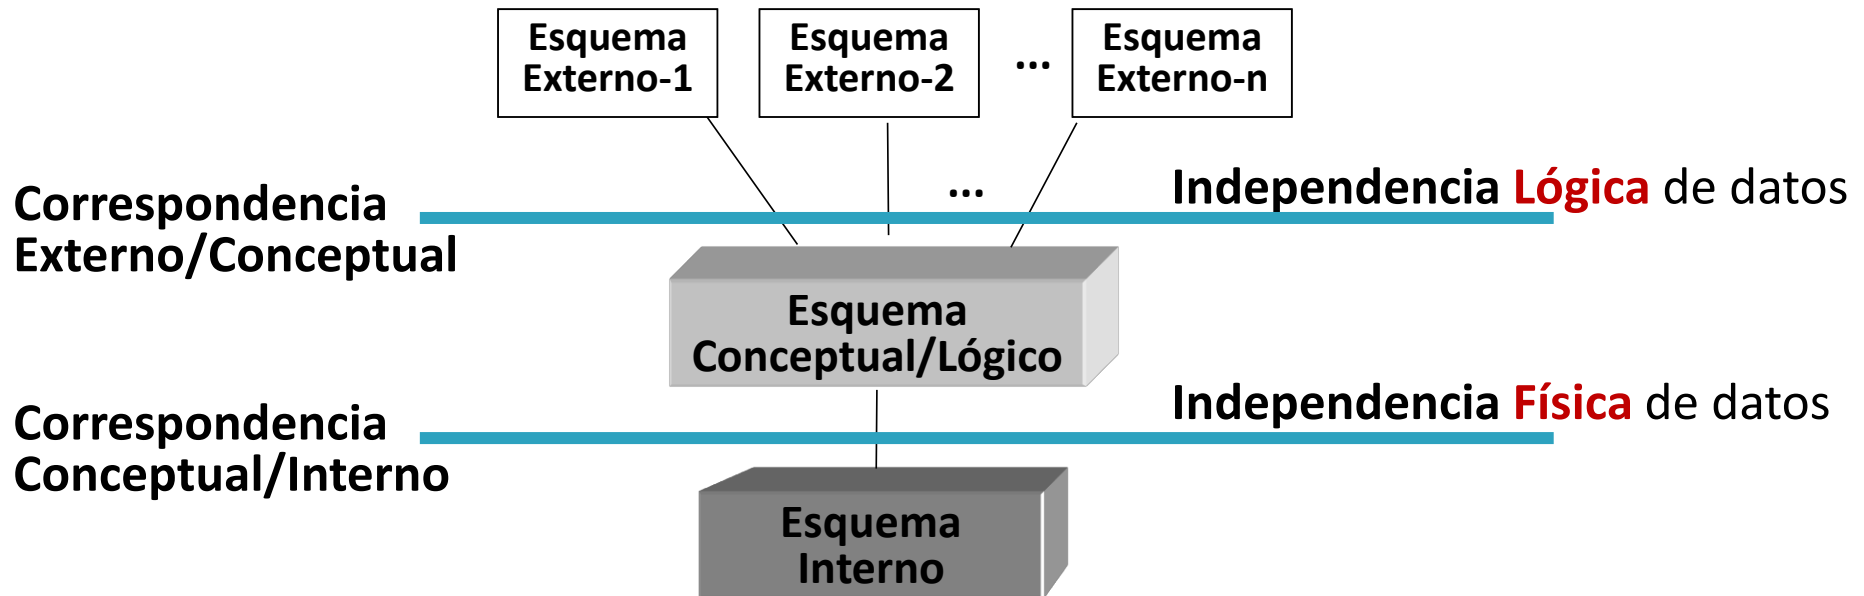 Esquema
Externo-1
Esquema
Externo-2
...
Esquema
Externo-n
...
Independencia Lógica de datos
Correspondencia
Externo/Conceptual
Esquema
Conceptual/Lógico
Independencia Física de datos
Correspondencia
Conceptual/Interno
Esquema
Interno